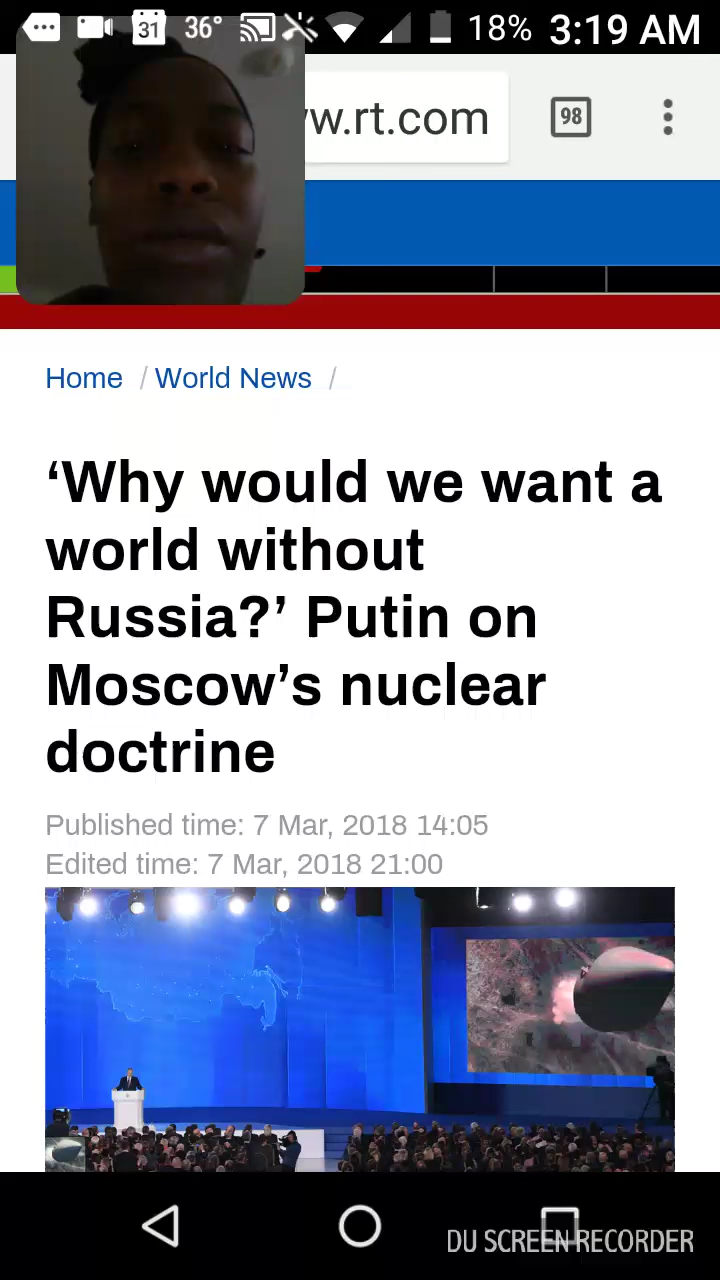 31 36° 18% 3:19 AM
w.rt.com 98
Home / World News /
‘Why would we want a
world without
Russia?’ Putin on
Moscow’s nuclear
doctrine
Published time: 7 Mar, 2018 14:05
Edited time: 7 Mar, 2018 21:00
DU SCREEN RECORDER